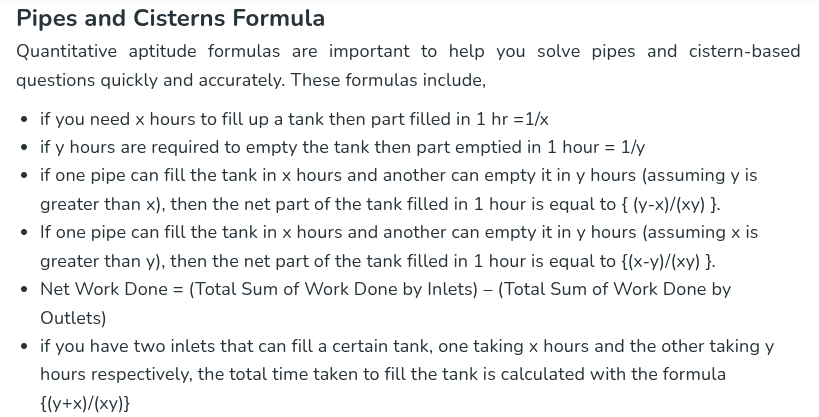 Pipes and Cisterns Formula
Quantitative aptitude formulas are important to help you solve pipes and cistern-based
questions quickly and accurately. These formulas include,
• if you need x hours to fill up a tank then part filled in 1 hr =1/x
• if y hours are required to empty the tank then part emptied in 1 hour = 1/y
• if one pipe can fill the tank in x hours and another can empty it in y hours (assuming y is
greater than x), then the net part of the tank filled in 1 hour is equal to { (y-x)/(xy) }.
• If one pipe can fill the tank in x hours and another can empty it in y hours (assuming x is
greater than y), then the net part of the tank filled in 1 hour is equal to {(x-y)/(xy) }.
• Net Work Done = (Total Sum of Work Done by Inlets) – (Total Sum of Work Done by
Outlets)
• if you have two inlets that can fill a certain tank, one taking x hours and the other taking y
hours respectively, the total time taken to fill the tank is calculated with the formula
{(y+x)/(xy)}